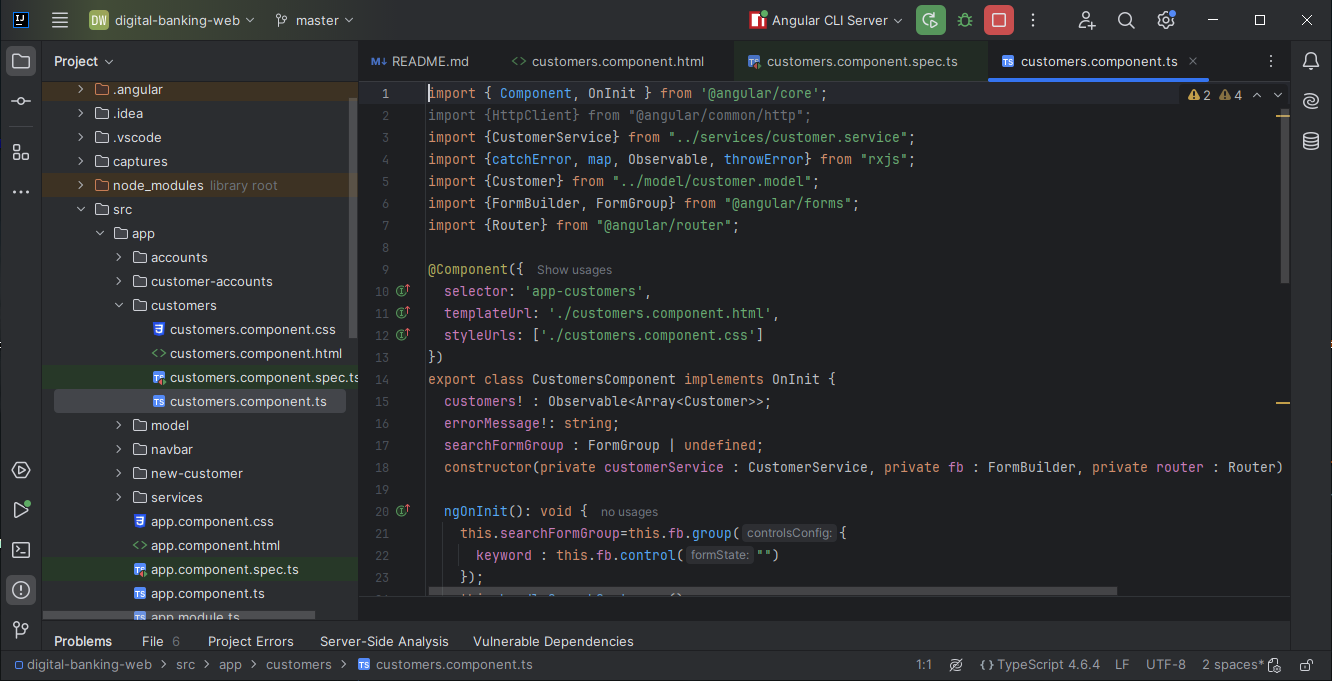 DW digital-banking-web master Angular CLI Server
Project
README.md customers.component.html customers.component.spec.ts customers.component.ts
.angular
.idea
.vscode
captures
node_modules library root
src
app
accounts
customer-accounts
customers
customers.component.css
customers.component.html
customers.component.spec.ts
customers.component.ts
model
navbar
new-customer
services
app.component.css
app.component.html
app.component.spec.ts
app.component.ts
app.module.ts
2 4
1 import { Component, OnInit } from '@angular/core';
2 import {HttpClient} from "@angular/common/http";
3 import {CustomerService} from "../services/customer.service";
4 import {catchError, map, Observable, throwError} from "rxjs";
5 import {Customer} from "../model/customer.model";
6 import {FormBuilder, FormGroup} from "@angular/forms";
7 import {Router} from "@angular/router";
8
9 @Component({ Show usages
10 selector: 'app-customers',
11 templateUrl: './customers.component.html',
12 styleUrls: ['./customers.component.css']
13 })
14 export class CustomersComponent implements OnInit {
15 customers! : Observable<Array<Customer>>;
16 errorMessage!: string;
17 searchFormGroup : FormGroup | undefined;
18 constructor(private customerService : CustomerService, private fb : FormBuilder, private router : Router)
19
20 ngOnInit(): void { no usages
21 this.searchFormGroup=this.fb.group( controlsConfig: {
22 keyword : this.fb.control( formState: "")
23 });
Problems File 6 Project Errors Server-Side Analysis Vulnerable Dependencies
digital-banking-web > src > app > customers > TS customers.component.ts 1:1 {} TypeScript 4.6.4 LF UTF-8 2 spaces*